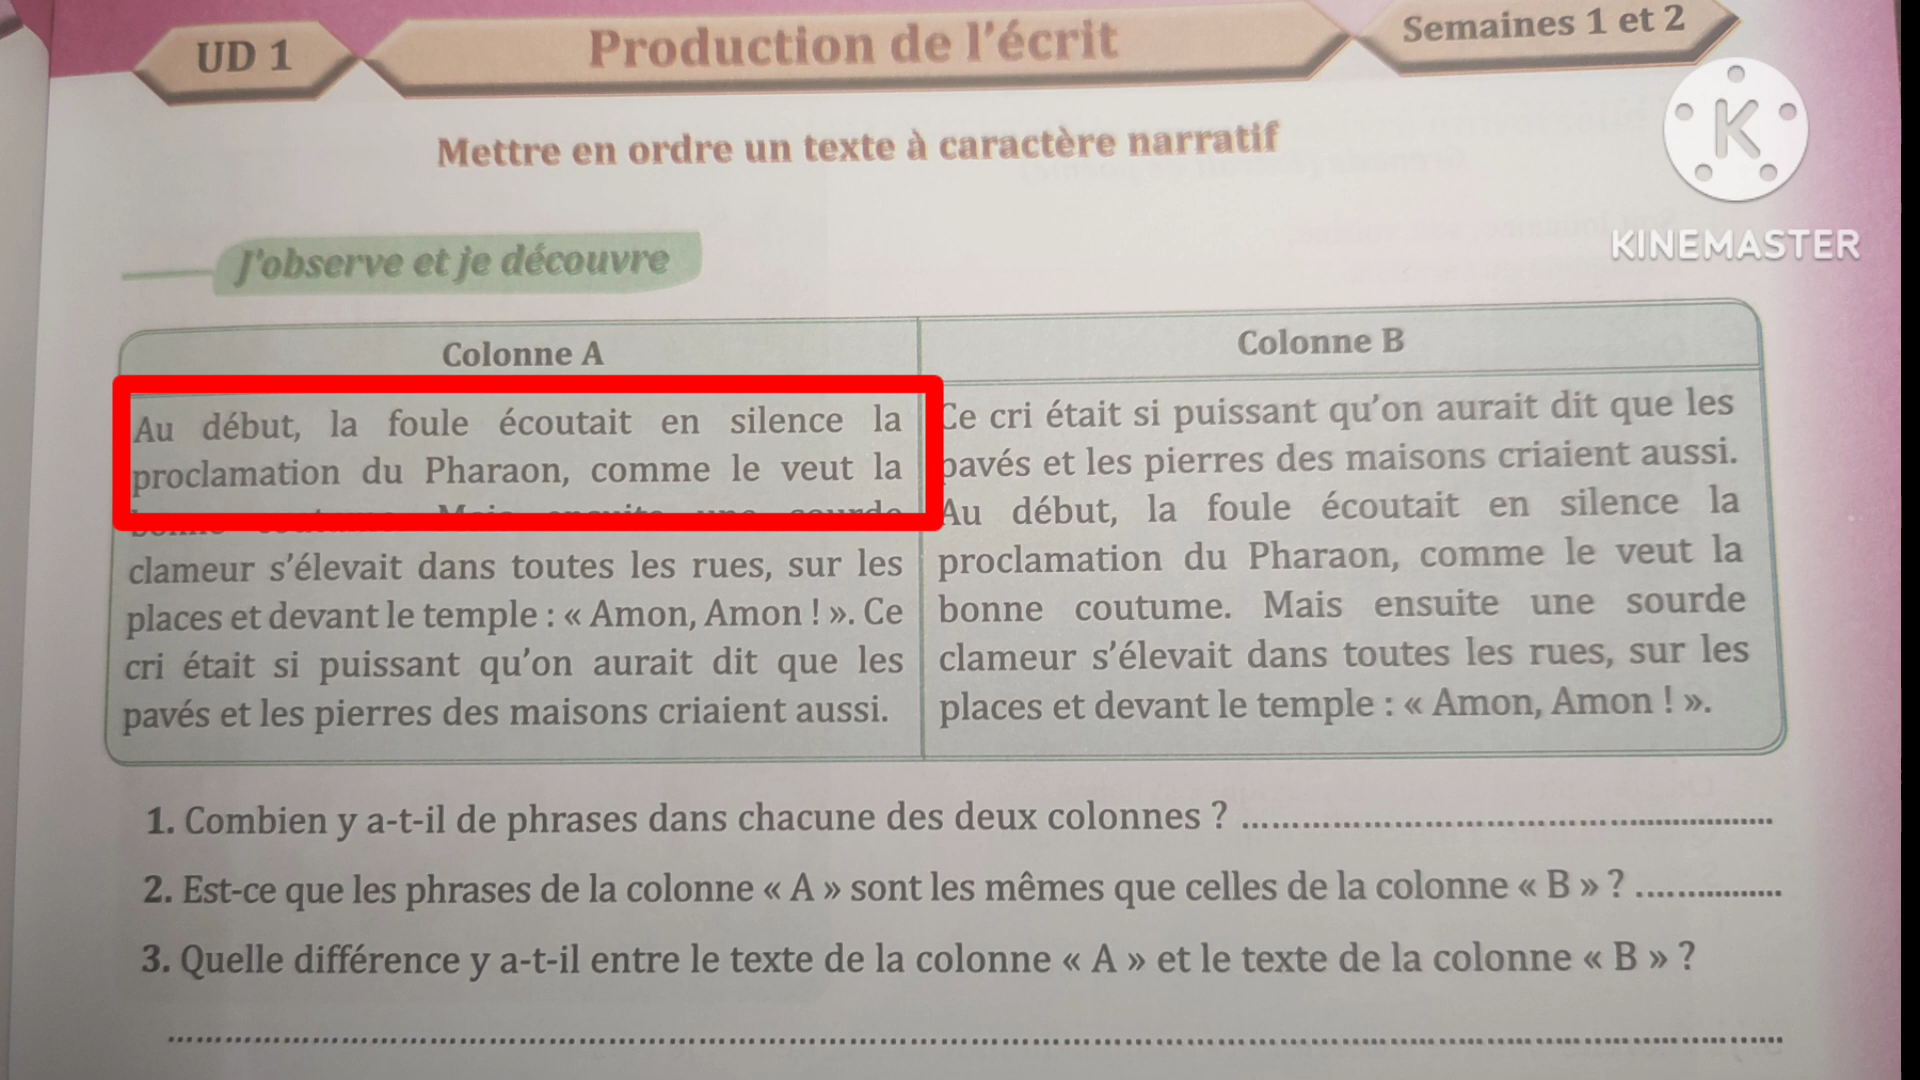 UD 1
Production de l'écrit
Semaines 1 et 2
K
KINEMASTER
Mettre en ordre un texte à caractère narratif
J'observe et je découvre
Colonne A
Au début, la foule écoutait en silence la
proclamation du Pharaon, comme le veut la
bonne coutume. Mais ensuite une sourde
clameur s'élevait dans toutes les rues, sur les
places et devant le temple : « Amon, Amon ! ». Ce
cri était si puissant qu'on aurait dit que les
pavés et les pierres des maisons criaient aussi.
Colonne B
Ce cri était si puissant qu'on aurait dit que les
pavés et les pierres des maisons criaient aussi.
Au début, la foule écoutait en silence la
proclamation du Pharaon, comme le veut la
bonne coutume. Mais ensuite une sourde
clameur s'élevait dans toutes les rues, sur les
places et devant le temple : « Amon, Amon ! ».
1. Combien y a-t-il de phrases dans chacune des deux colonnes ? ................................................
2. Est-ce que les phrases de la colonne « A » sont les mêmes que celles de la colonne « B » ? ................
3. Quelle différence y a-t-il entre le texte de la colonne « A » et le texte de la colonne « B » ?
................................................................................................